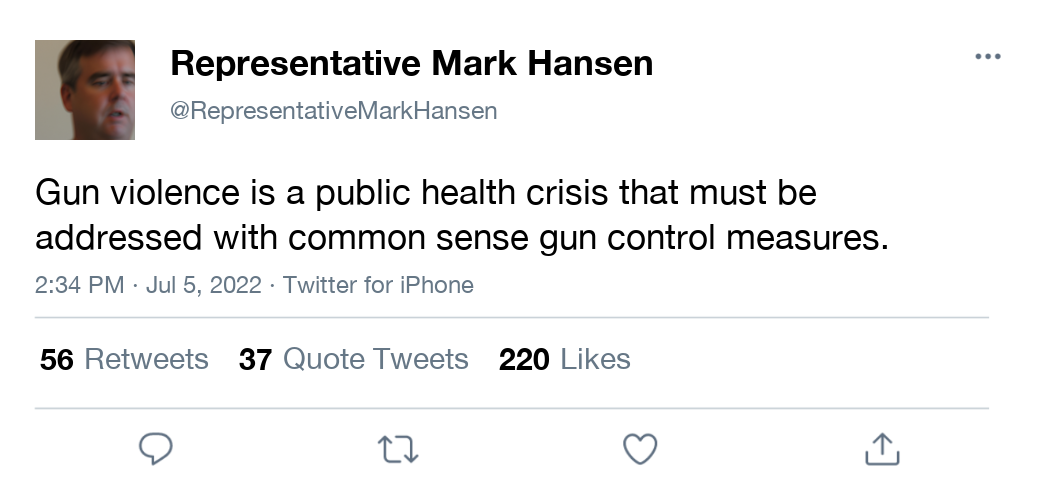 Representative Mark Hansen
@RepresentativeMarkHansen
Gun violence is a public health crisis that must be
addressed with common sense gun control measures.
2:34 PM · Jul 5, 2022 · Twitter for iPhone
56 Retweets 37 Quote Tweets 220 Likes